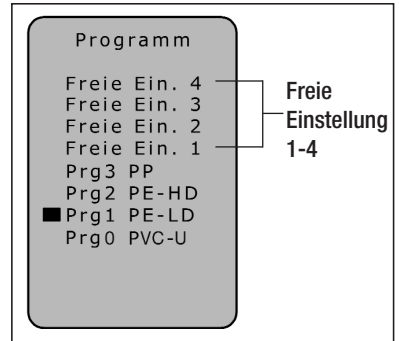 Programm
Freie Ein. 4
Freie Ein. 3
Freie Ein. 2
Freie Ein. 1
Prg3 PP
Prg2 PE-HD
Prg1 PE-LD
Prg0 PVC-U
Freie
Einstellung
1-4